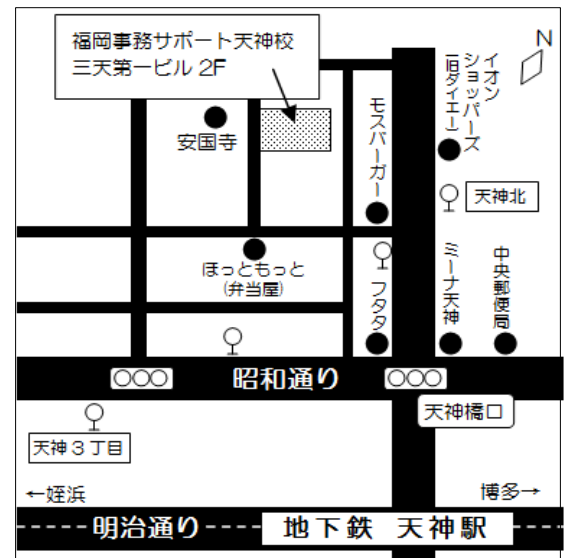 福岡事務サポート天神校
三天第一ビル 2F
N
イオン
ショッパーズ
(旧ダイエー)
モスバーガー
安国寺
天神北
ほっともっと
(弁当屋)
フタタ
ミーナ天神
中央郵便局
昭和通り
天神橋口
天神3丁目
←姪浜
博多→
明治通り
地下鉄 天神駅